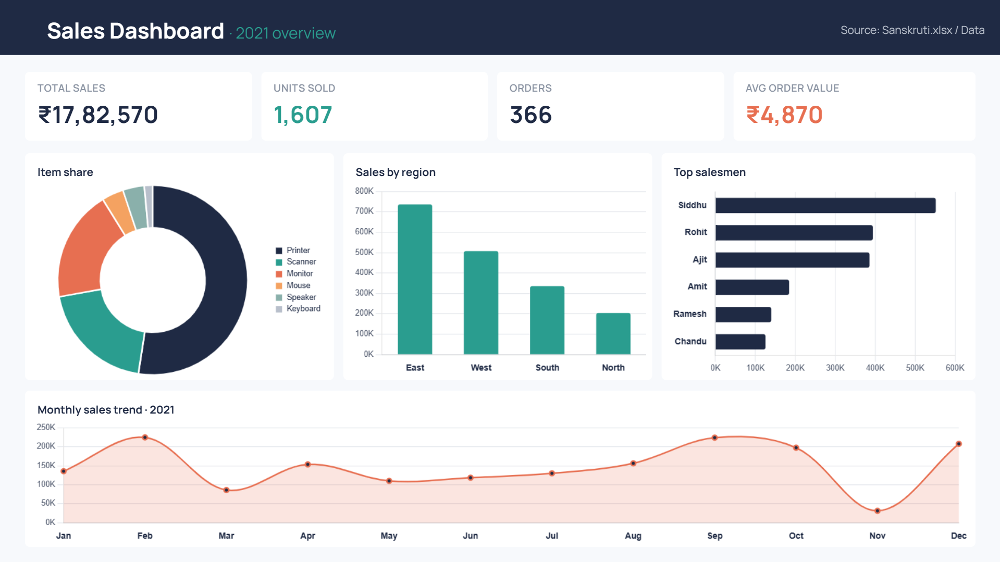 Sales Dashboard · 2021 overview
Source: Sanskruti.xlsx / Data
TOTAL SALES
₹17,82,570
UNITS SOLD
1,607
ORDERS
366
AVG ORDER VALUE
₹4,870
Item share
Printer
Scanner
Monitor
Mouse
Speaker
Keyboard
Sales by region
800K
700K
600K
500K
400K
300K
200K
100K
0K
East West South North
Top salesmen
Siddhu
Rohit
Ajit
Amit
Ramesh
Chandu
0K 100K 200K 300K 400K 500K 600K
Monthly sales trend · 2021
250K
200K
150K
100K
50K
0K
Jan Feb Mar Apr May Jun Jul Aug Sep Oct Nov Dec